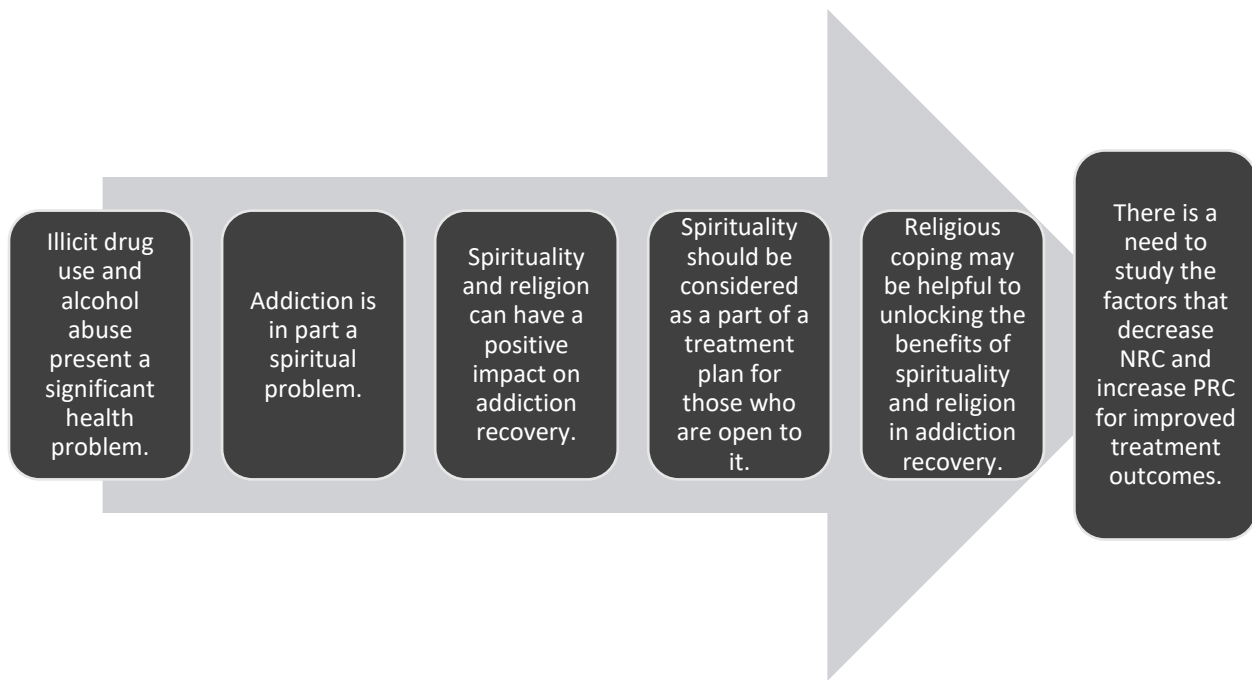 Illicit drug
use and
alcohol
abuse
present a
significant
health
problem.
Addiction is
in part a
spiritual
problem.
Spirituality
and religion
can have a
positive
impact on
addiction
recovery.
Spirituality
should be
considered
as a part of a
treatment
plan for
those who
are open to
it.
Religious
coping may
be helpful to
unlocking the
benefits of
spirituality
and religion
in addiction
recovery.
There is a
need to
study the
factors that
decrease
NRC and
increase PRC
for improved
treatment
outcomes.